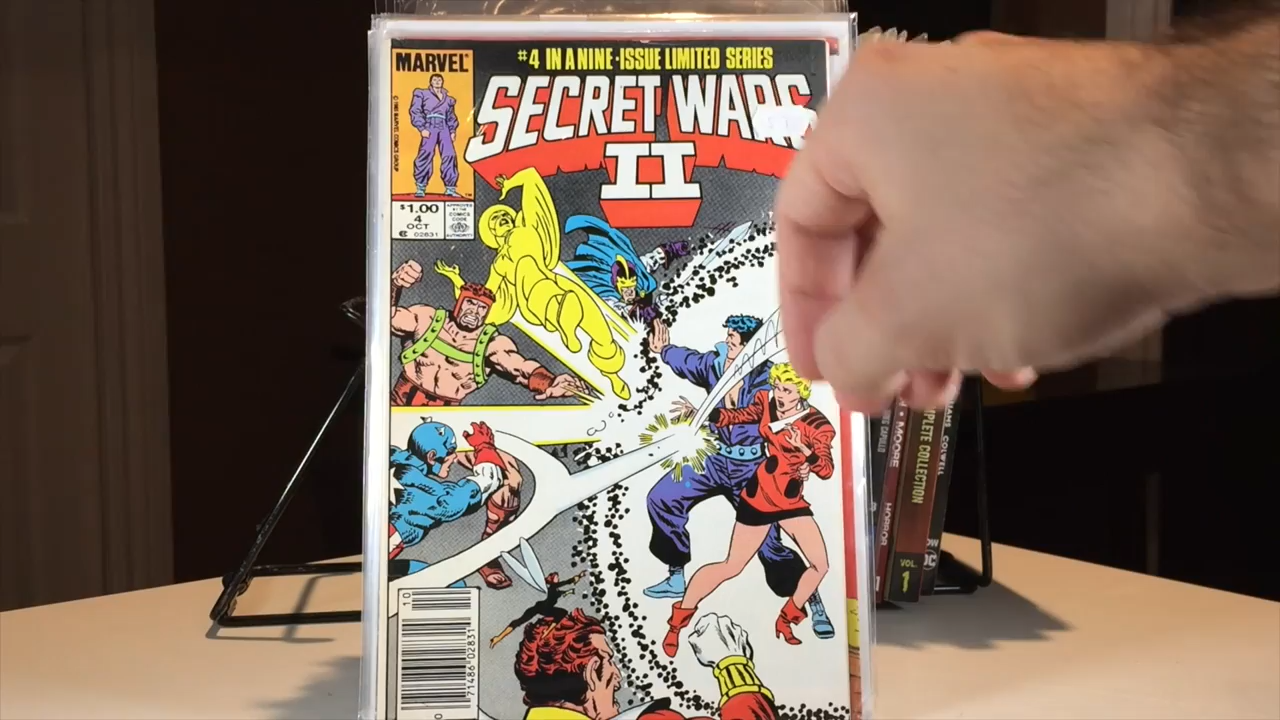 #4 IN A NINE-ISSUE LIMITED SERIES
MARVEL
SECRET WARS
II
$1.00
4
OCT
02831
APPROVED
BY THE
COMICS
CODE
AUTHORITY
MOORE
HORROR
COMPLETE COLLECTION
VOL.
1
DC
10
71486 02831
0